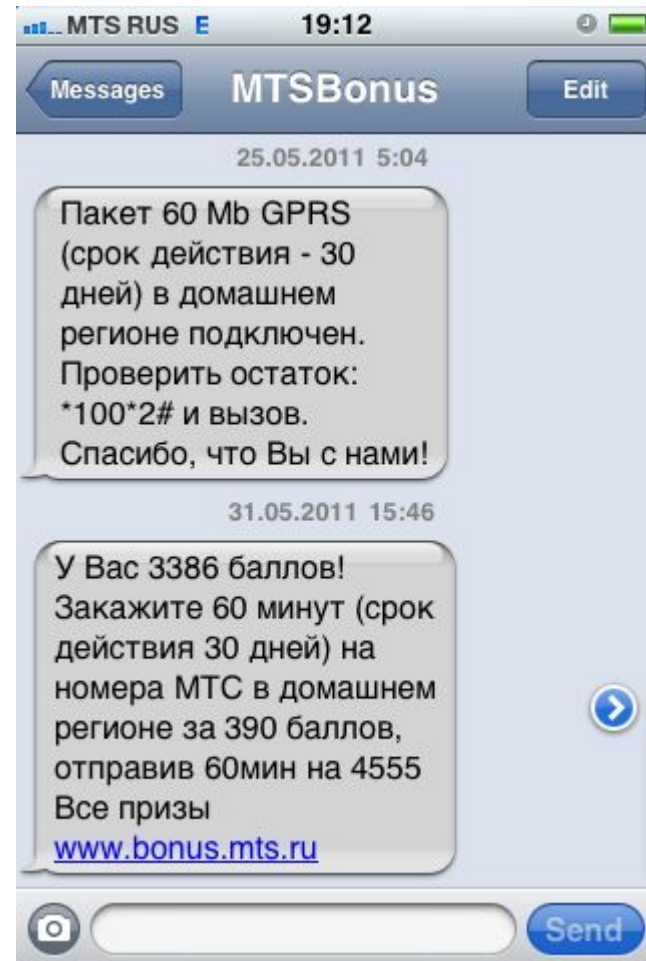 MTS RUS E 19:12
Messages MTSBonus Edit
25.05.2011 5:04
Пакет 60 Mb GPRS
(срок действия - 30
дней) в домашнем
регионе подключен.
Проверить остаток:
*100*2# и вызов.
Спасибо, что Вы с нами!
31.05.2011 15:46
У Вас 3386 баллов!
Закажите 60 минут (срок
действия 30 дней) на
номера МТС в домашнем
регионе за 390 баллов,
отправив 60мин на 4555
Все призы
www.bonus.mts.ru
Send